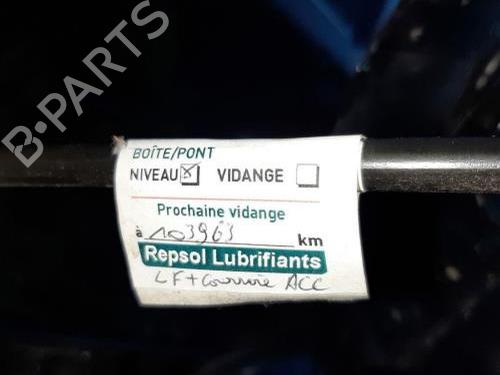 B-PARTS
BOÎTE/PONT
NIVEAU VIDANGE
Prochaine vidange
à 103963 km
Repsol Lubrifiants
LF + Courroie ACC